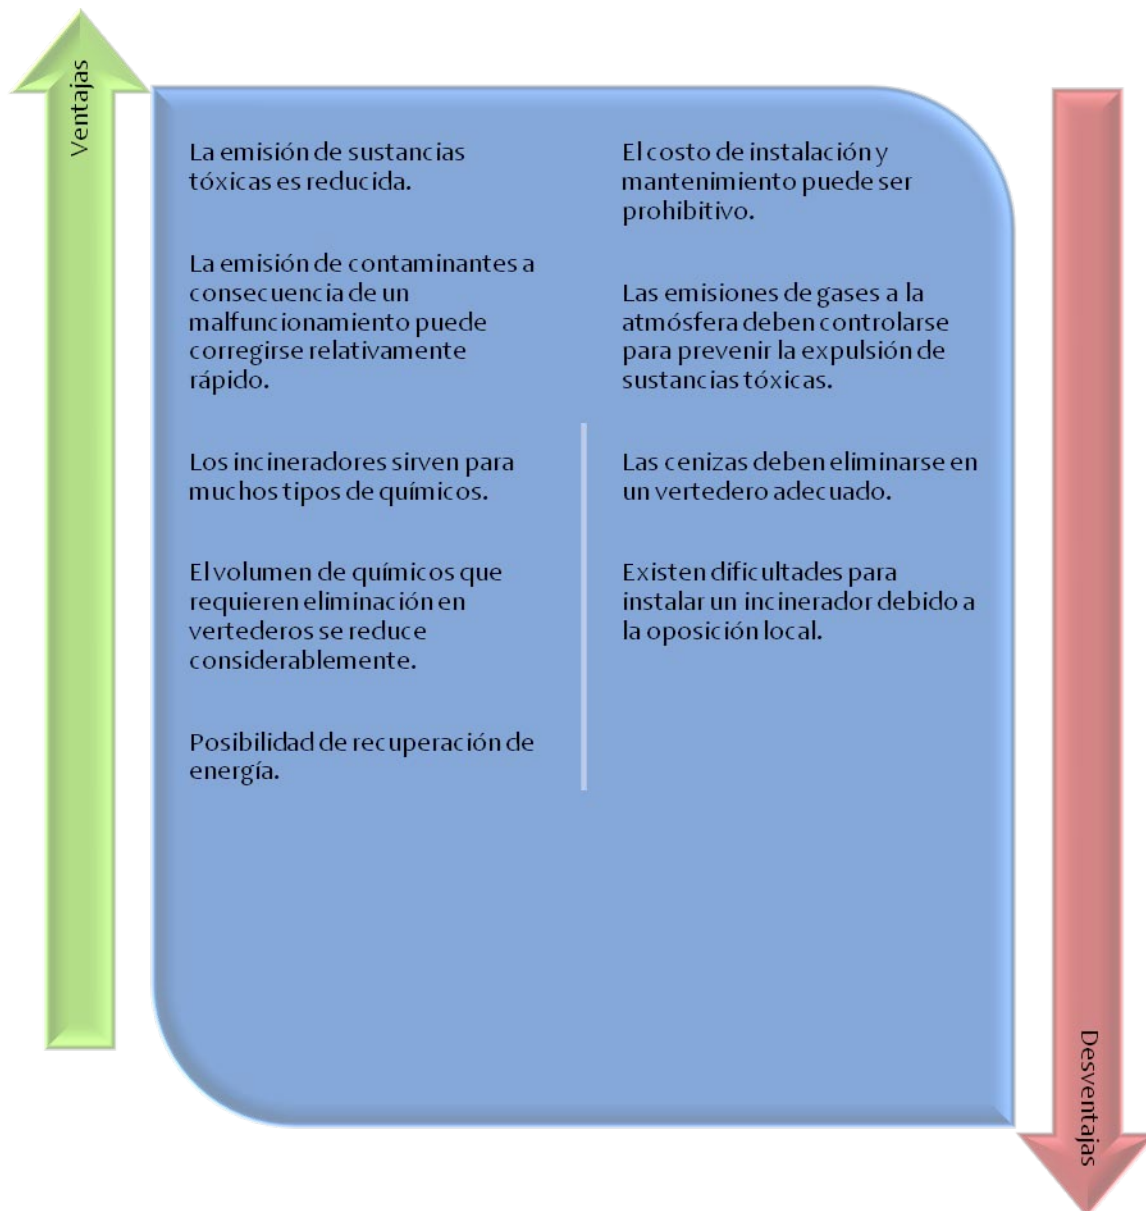 Ventajas
La emisión de sustancias
tóxicas es reducida.
La emisión de contaminantes a
consecuencia de un
malfuncionamiento puede
corregirse relativamente
rápido.
Los incineradores sirven para
muchos tipos de químicos.
El volumen de químicos que
requieren eliminación en
vertederos se reduce
considerablemente.
Posibilidad de recuperación de
energía.
El costo de instalación y
mantenimiento puede ser
prohibitivo.
Las emisiones de gases a la
atmósfera deben controlarse
para prevenir la expulsión de
sustancias tóxicas.
Las cenizas deben eliminarse en
un vertedero adecuado.
Existen dificultades para
instalar un incinerador debido a
la oposición local.
Desventajas